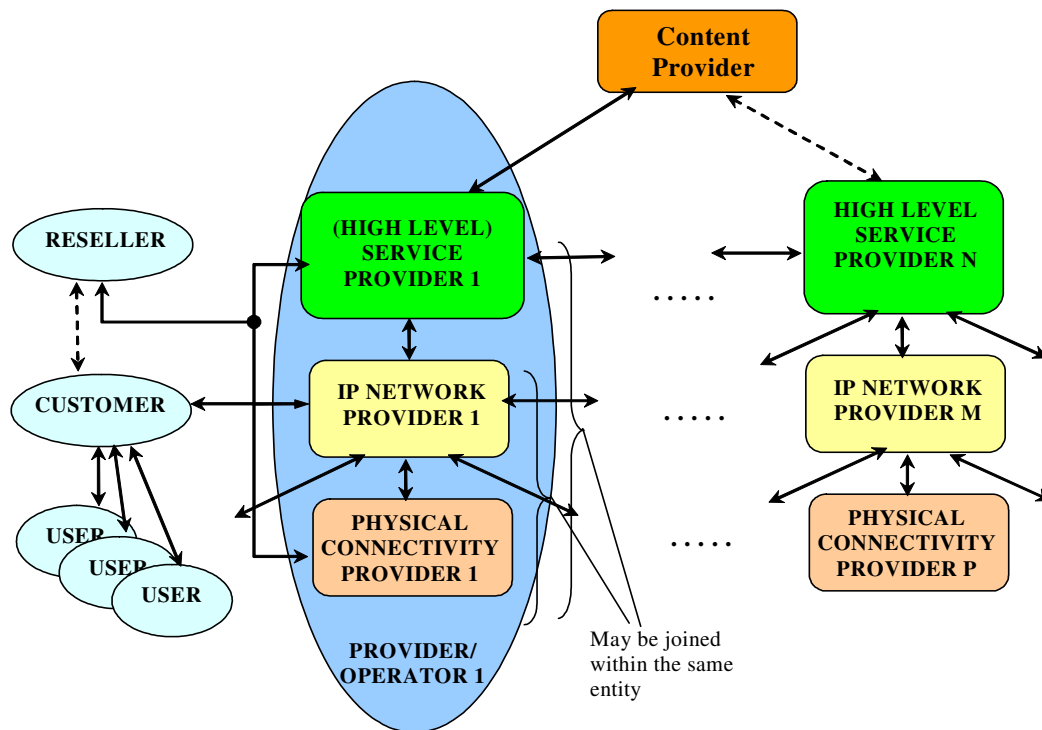 Content
Provider
RESELLER
(HIGH LEVEL)
SERVICE
PROVIDER 1
. . . . .
HIGH LEVEL
SERVICE
PROVIDER N
CUSTOMER
IP NETWORK
PROVIDER 1
. . . . .
IP NETWORK
PROVIDER M
USER
USER
USER
PHYSICAL
CONNECTIVITY
PROVIDER 1
. . . . .
PHYSICAL
CONNECTIVITY
PROVIDER P
PROVIDER/
OPERATOR 1
May be joined
within the same
entity